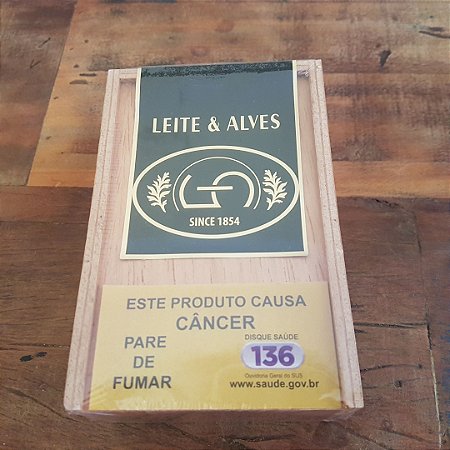 LEITE & ALVES
SINCE 1854
ESTE PRODUTO CAUSA
CÂNCER
PARE
DE
FUMAR
DISQUE SAÚDE
136
Ouvidoria Geral do SUS
www.saude.gov.br